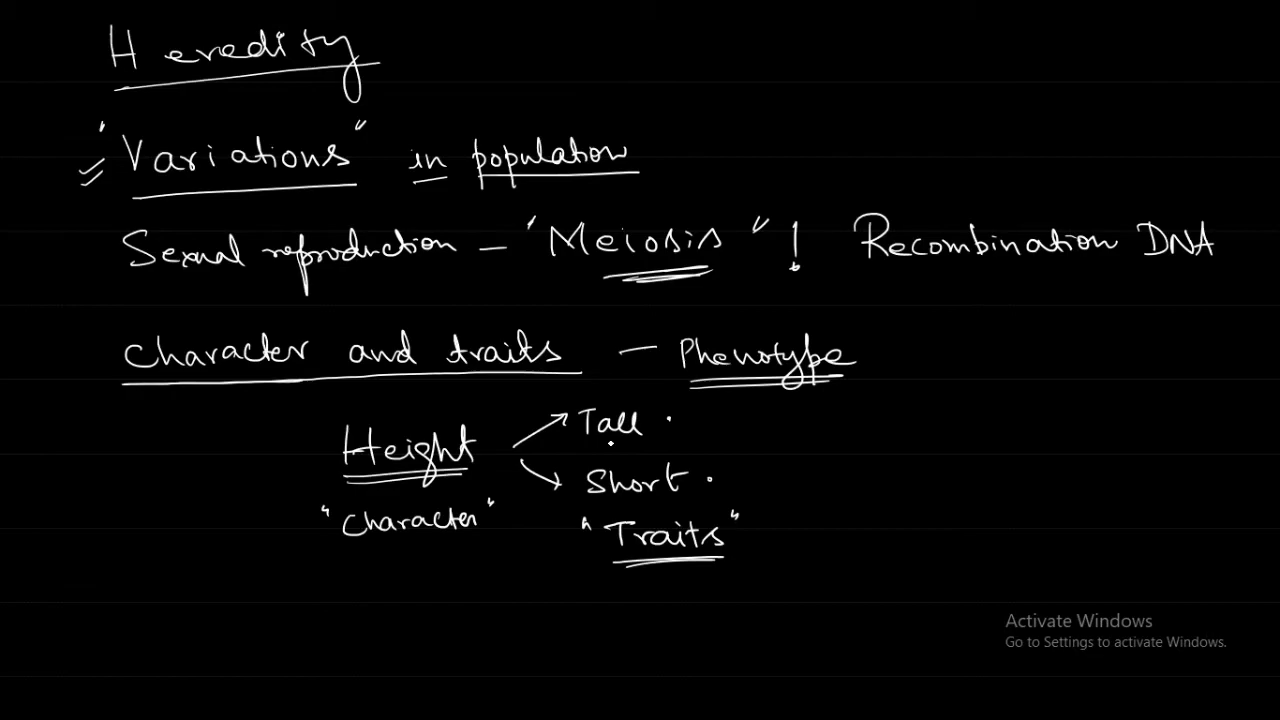 Heredity
"Variations" in population
Sexual reproduction - "Meiosis"! Recombination DNA
Character and traits - Phenotype
Tall .
Height
Short .
"Character"
"Traits"
Activate Windows
Go to Settings to activate Windows.